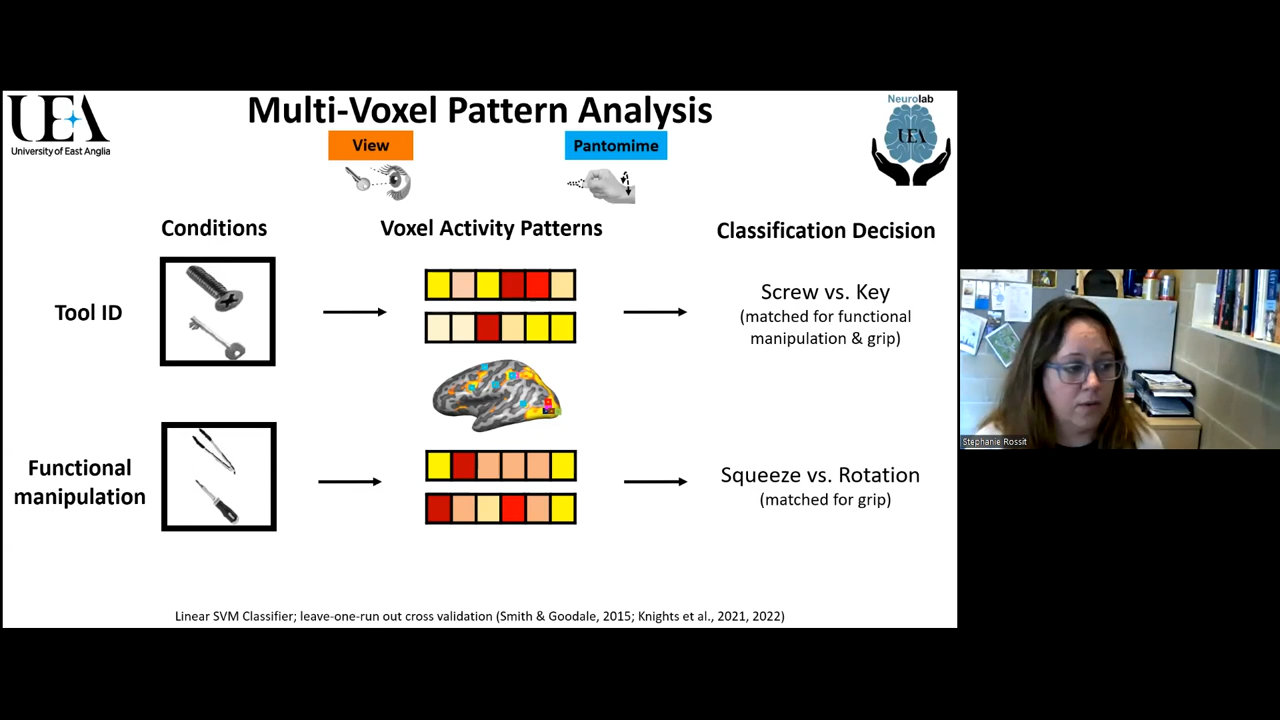 UEA
University of East Anglia
Multi-Voxel Pattern Analysis
Neurolab
UEA
View
Pantomime
Conditions
Voxel Activity Patterns
Classification Decision
Tool ID
Screw vs. Key
(matched for functional
manipulation & grip)
Functional
manipulation
Squeeze vs. Rotation
(matched for grip)
Linear SVM Classifier; leave-one-run out cross validation (Smith & Goodale, 2015; Knights et al., 2021, 2022)
Stephanie Rossit